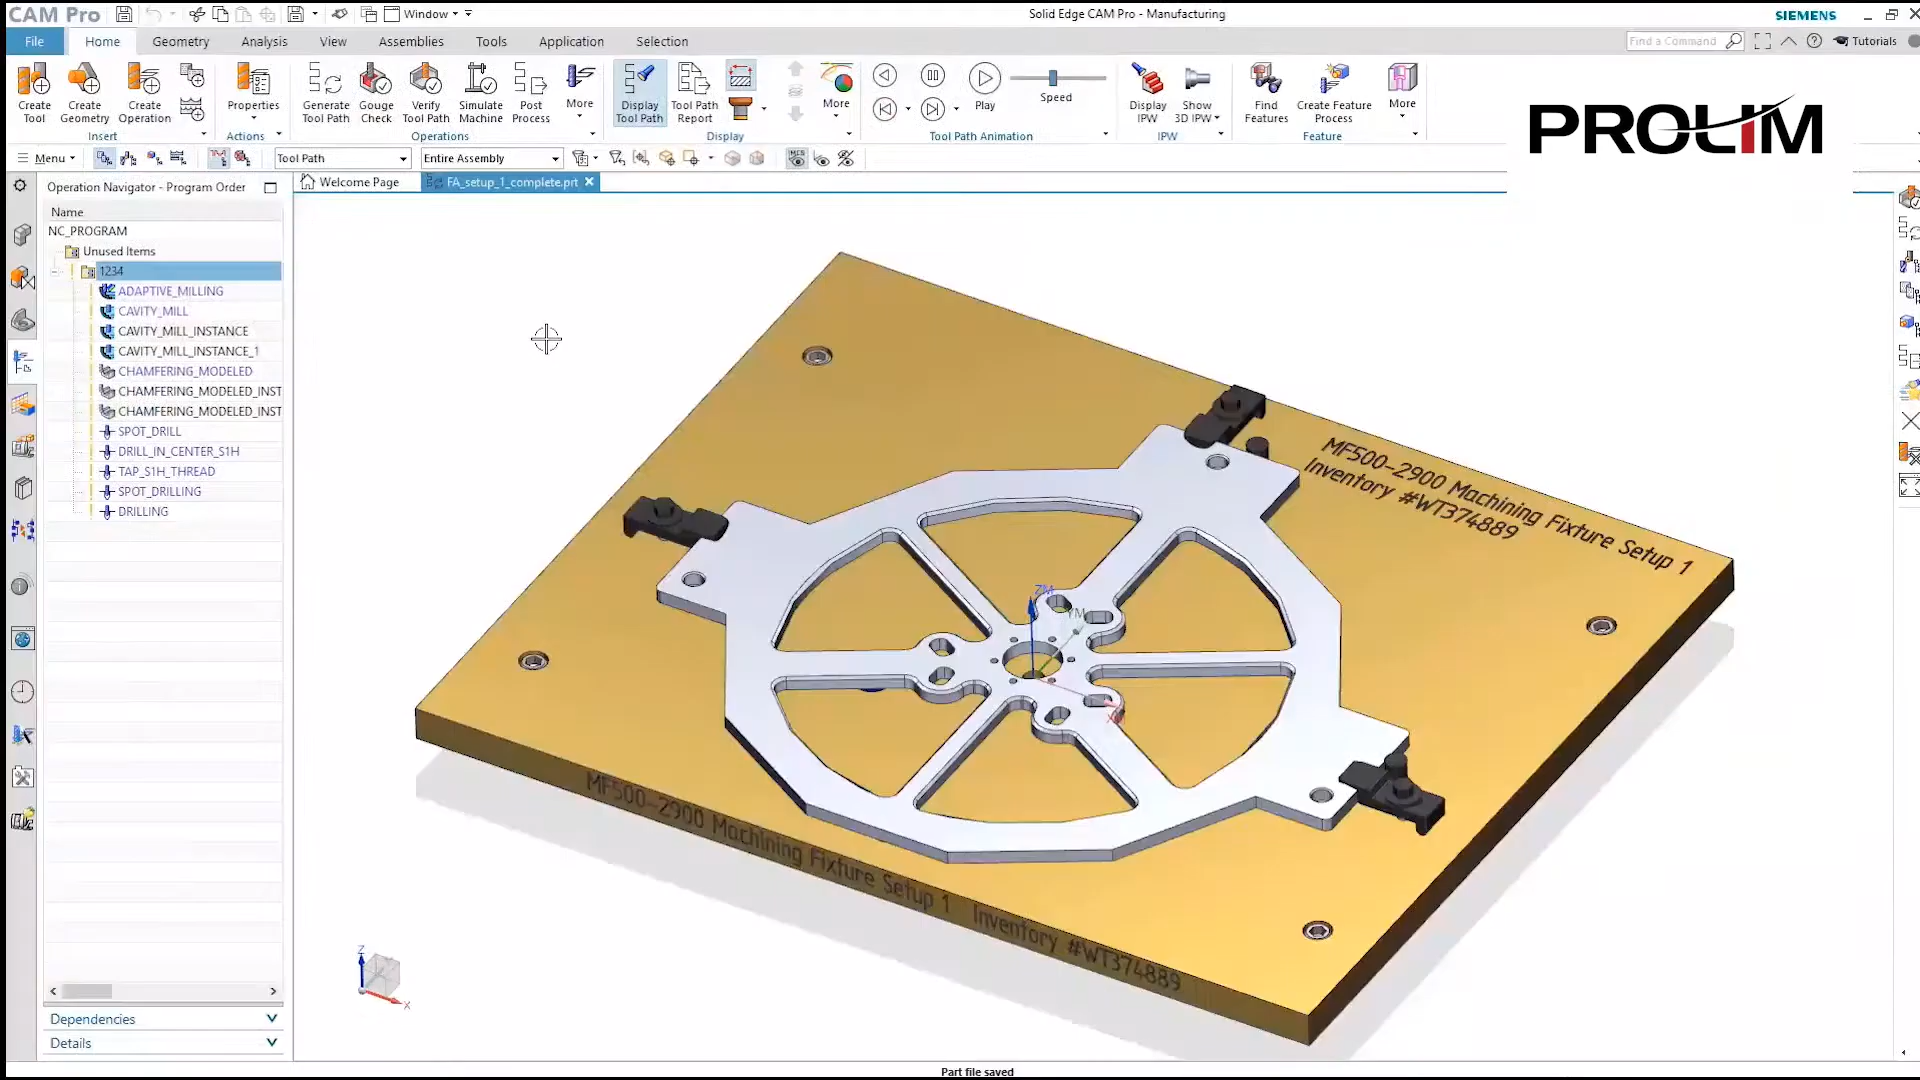 CAM Pro
Window
Solid Edge CAM Pro - Manufacturing
SIEMENS
File
Home
Geometry
Analysis
View
Assemblies
Tools
Application
Selection
Find a Command
Tutorials
Create Tool
Create Geometry
Create Operation
Properties
Generate Tool Path
Gouge Check
Verify Tool Path
Simulate Machine
Post Process
More
Display Tool Path
Tool Path Report
More
Play
Speed
Display IPW
Show 3D IPW
Find Features
Create Feature Process
More
Insert
Actions
Operations
Display
Tool Path Animation
IPW
Feature
PROLIM
Menu
Tool Path
Entire Assembly
Operation Navigator - Program Order
Welcome Page
FA_setup_1_complete.prt
Name
NC_PROGRAM
Unused Items
1234
ADAPTIVE_MILLING
CAVITY_MILL
CAVITY_MILL_INSTANCE
CAVITY_MILL_INSTANCE_1
CHAMFERING_MODELED
CHAMFERING_MODELED_INST
CHAMFERING_MODELED_INST
SPOT_DRILL
DRILL_IN_CENTER_S1H
TAP_S1H_THREAD
SPOT_DRILLING
DRILLING
MF500-2900 Machining Fixture Setup 1
Inventory #WT374889
ZM
YM
XM
MF500-2900 Machining Fixture Setup 1 Inventory #WT374889
Z
X
Dependencies
Details
Part file saved